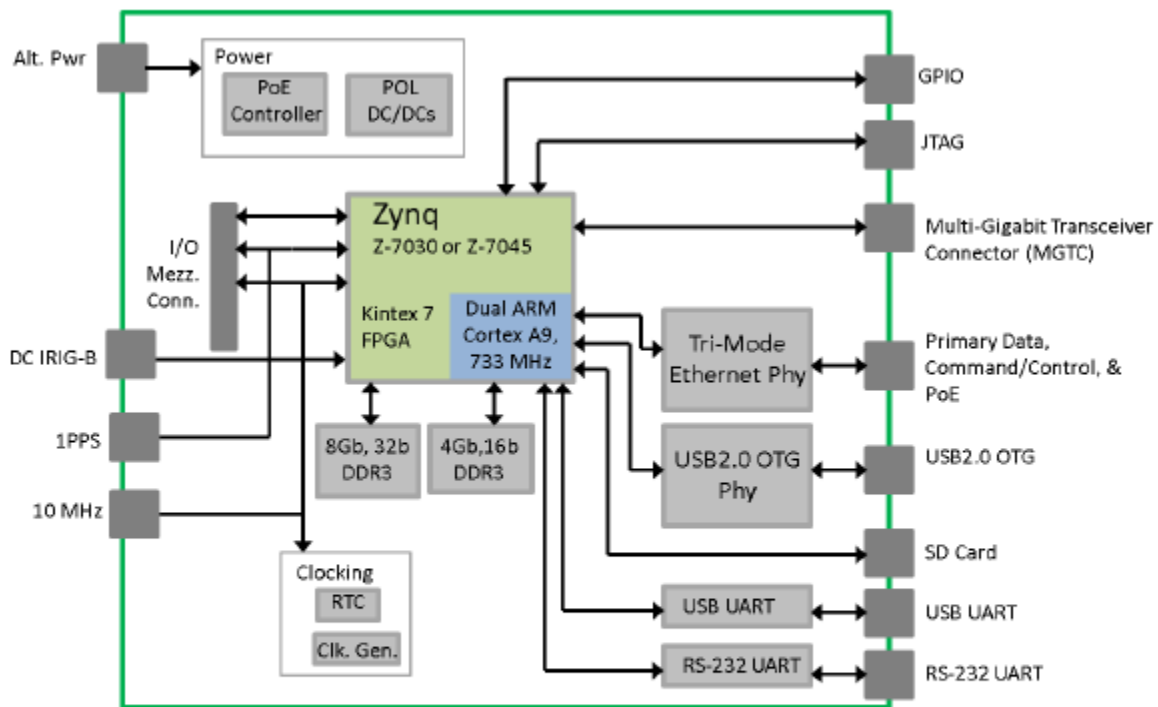 Alt. Pwr
Power
PoE
Controller
POL
DC/DCs
GPIO
JTAG
Zynq
Z-7030 or Z-7045
Kintex 7
FPGA
Dual ARM
Cortex A9,
733 MHz
I/O
Mezz.
Conn.
Multi-Gigabit Transceiver
Connector (MGTC)
DC IRIG-B
Tri-Mode
Ethernet Phy
Primary Data,
Command/Control, &
PoE
1PPS
8Gb, 32b
DDR3
4Gb,16b
DDR3
USB2.0 OTG
Phy
USB2.0 OTG
10 MHz
Clocking
RTC
Clk. Gen.
SD Card
USB UART
USB UART
RS-232 UART
RS-232 UART